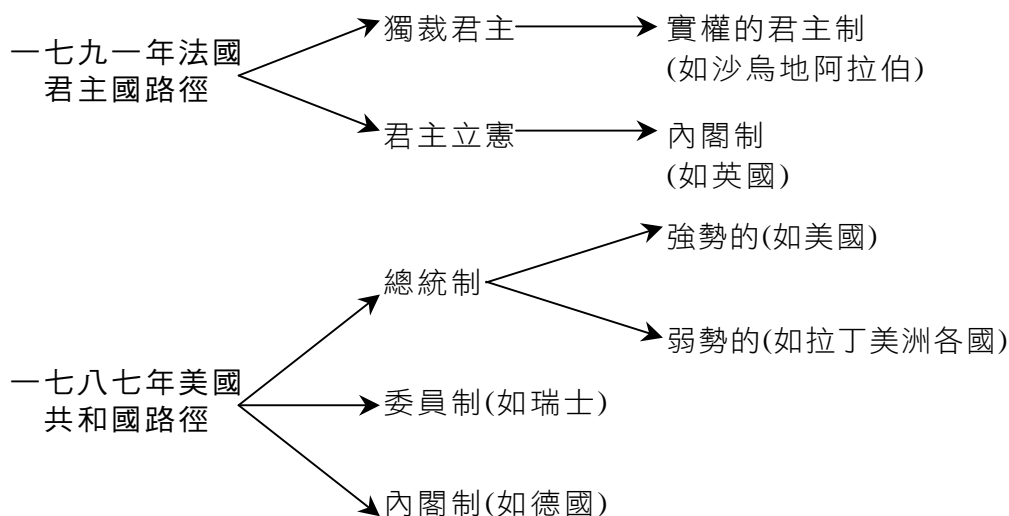 一七九一年法國
君主國路徑
獨裁君主
實權的君主制
(如沙烏地阿拉伯)
君主立憲
內閣制
(如英國)
一七八七年美國
共和國路徑
總統制
強勢的(如美國)
弱勢的(如拉丁美洲各國)
委員制(如瑞士)
內閣制(如德國)